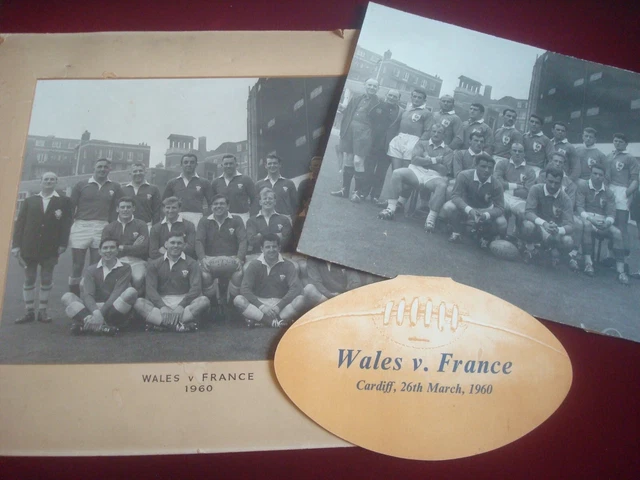 WALES v FRANCE
1960
Wales v. France
Cardiff, 26th March, 1960